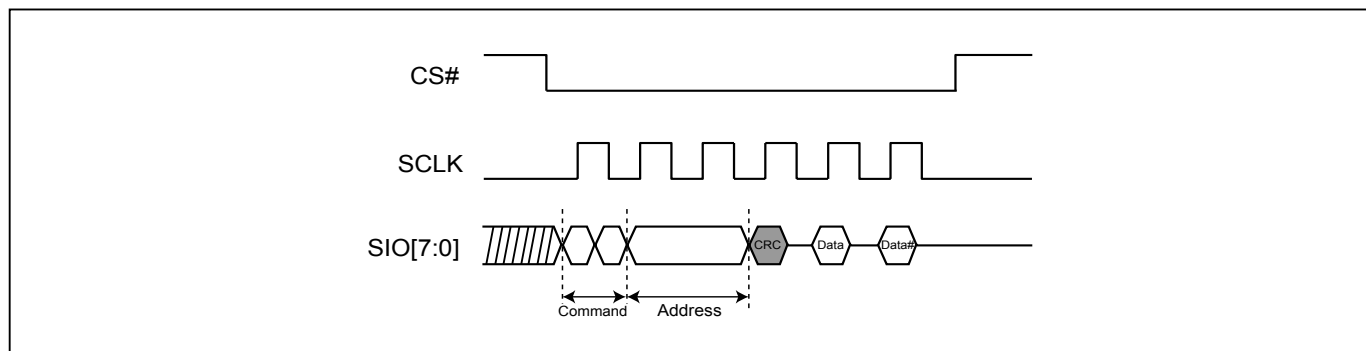 CS#
SCLK
SIO[7:0]
CRC
Data
Data#
Command
Address